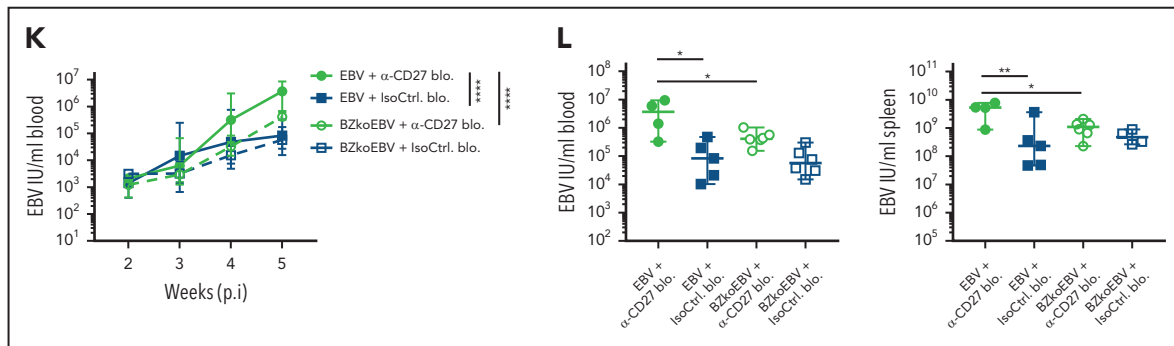 K
EBV IU/ml blood
10⁷
10⁶
10⁵
10⁴
10³
10²
10¹
2 3 4 5
Weeks (p.i)
EBV + α-CD27 blo.
EBV + IsoCtrl. blo.
BZkoEBV + α-CD27 blo.
BZkoEBV + IsoCtrl. blo.
****
****
L
EBV IU/ml blood
10⁸
10⁷
10⁶
10⁵
10⁴
10³
10²
*
*
EBV +
α-CD27 blo.
EBV +
IsoCtrl. blo.
BZkoEBV +
α-CD27 blo.
BZkoEBV +
IsoCtrl. blo.
EBV IU/ml spleen
10¹¹
10¹⁰
10⁹
10⁸
10⁷
10⁶
10⁵
**
*
EBV +
α-CD27 blo.
EBV +
IsoCtrl. blo.
BZkoEBV +
α-CD27 blo.
BZkoEBV +
IsoCtrl. blo.